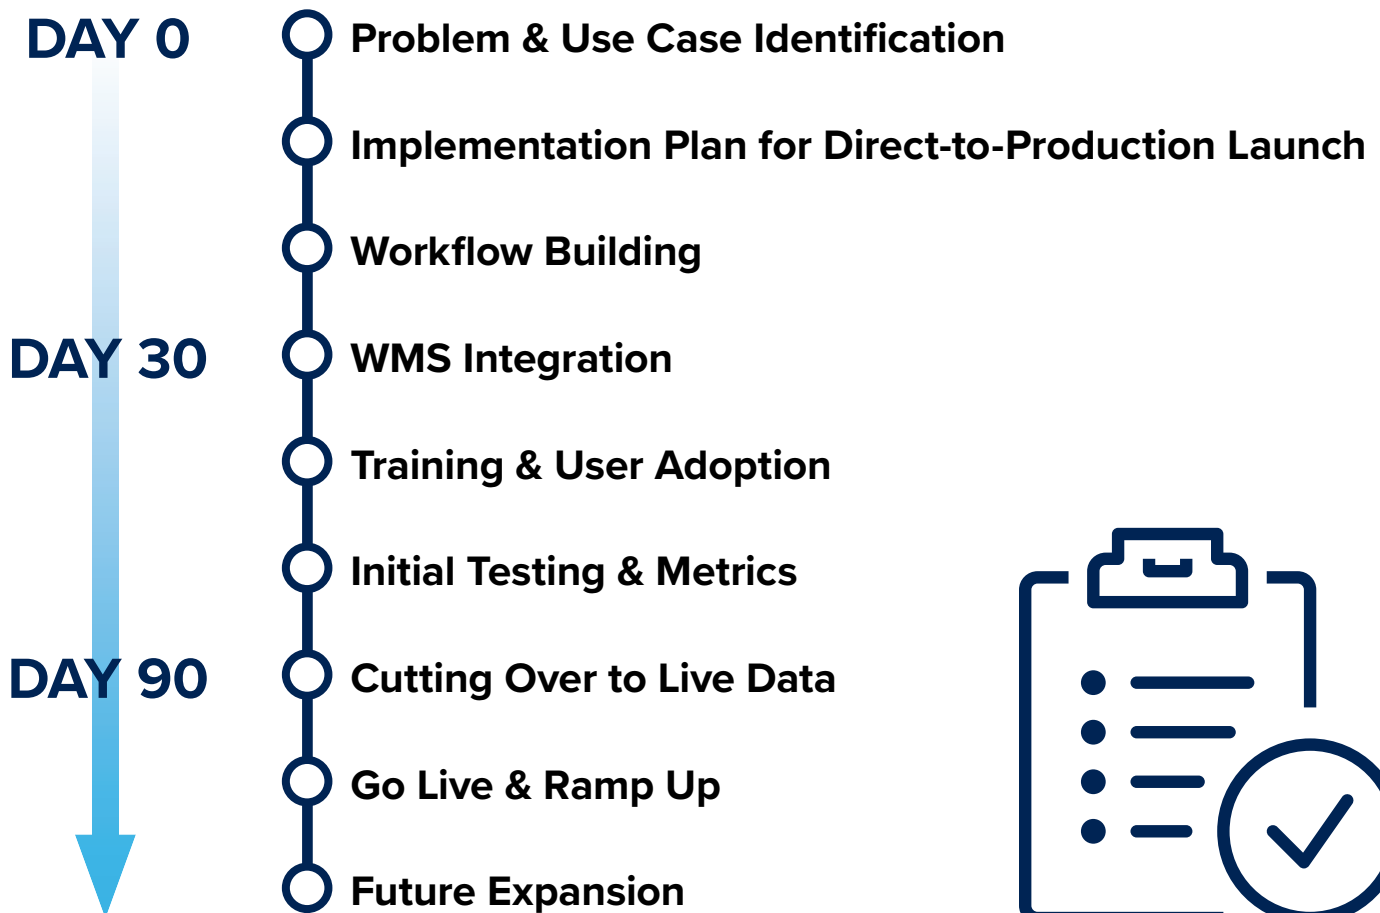 DAY 0
Problem & Use Case Identification
Implementation Plan for Direct-to-Production Launch
Workflow Building
DAY 30
WMS Integration
Training & User Adoption
Initial Testing & Metrics
DAY 90
Cutting Over to Live Data
Go Live & Ramp Up
Future Expansion